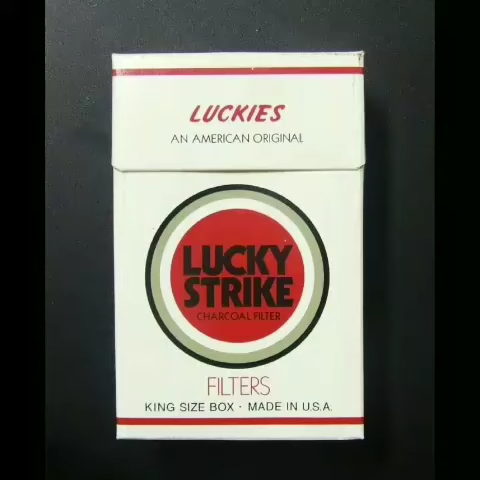 LUCKIES
AN AMERICAN ORIGINAL
LUCKY
STRIKE
CHARCOAL FILTER
FILTERS
KING SIZE BOX · MADE IN U.S.A.